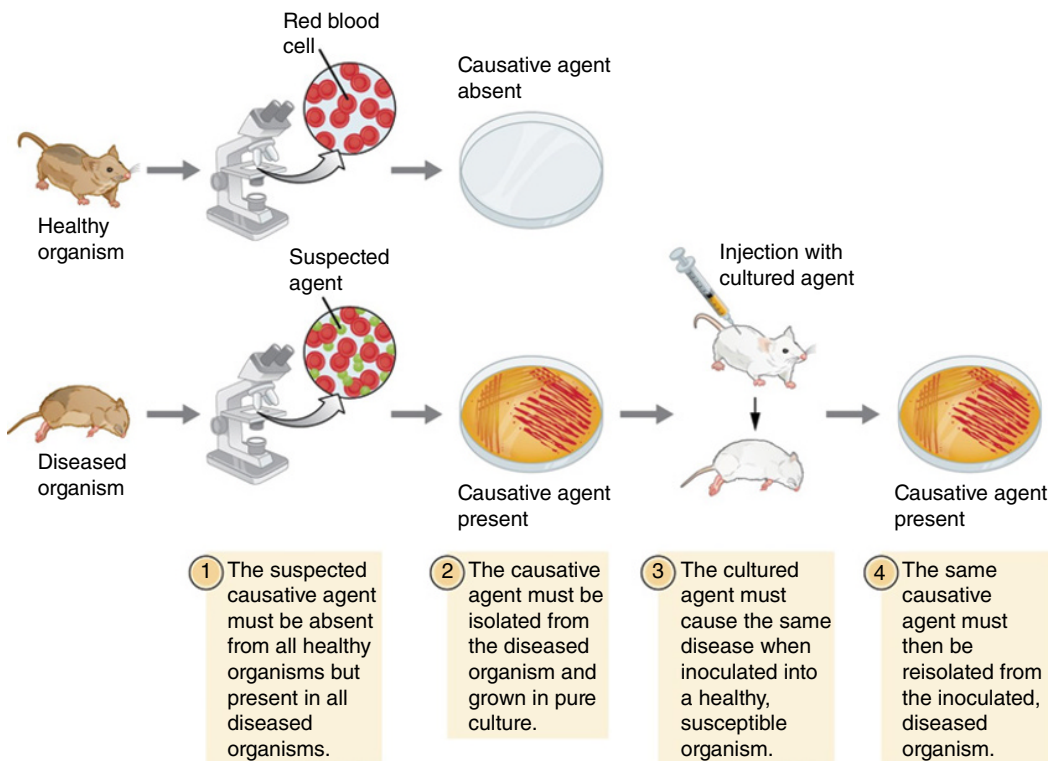 Red blood
cell
Causative agent
absent
Healthy
organism
Suspected
agent
Injection with
cultured agent
Diseased
organism
Causative agent
present
Causative agent
present
1 The suspected
causative agent
must be absent
from all healthy
organisms but
present in all
diseased
organisms.
2 The causative
agent must be
isolated from
the diseased
organism and
grown in pure
culture.
3 The cultured
agent must
cause the same
disease when
inoculated into
a healthy,
susceptible
organism.
4 The same
causative
agent must
then be
reisolated from
the inoculated,
diseased
organism.